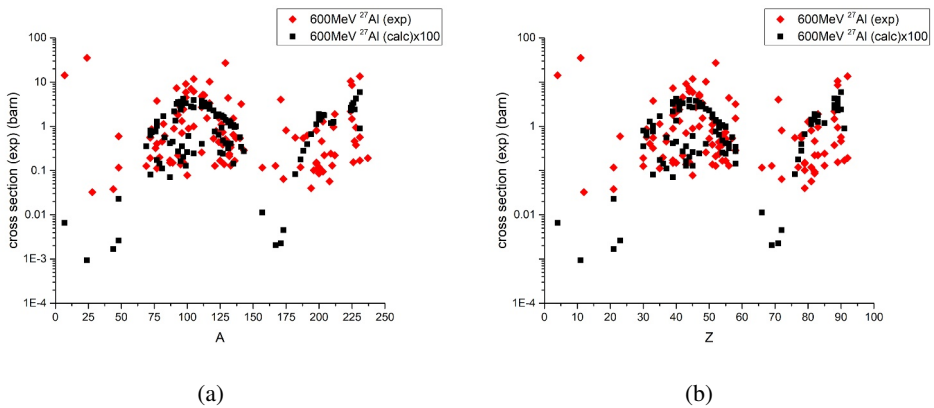 600MeV 27Al (exp)
600MeV 27Al (calc)x100
cross section (exp) (barn)
100
10
1
0.1
0.01
1E-3
1E-4
0 25 50 75 100 125 150 175 200 225 250
A
(a)
600MeV 27Al (exp)
600MeV 27Al (calc)x100
cross section (exp) (barn)
100
10
1
0.1
0.01
1E-3
1E-4
0 10 20 30 40 50 60 70 80 90 100
Z
(b)